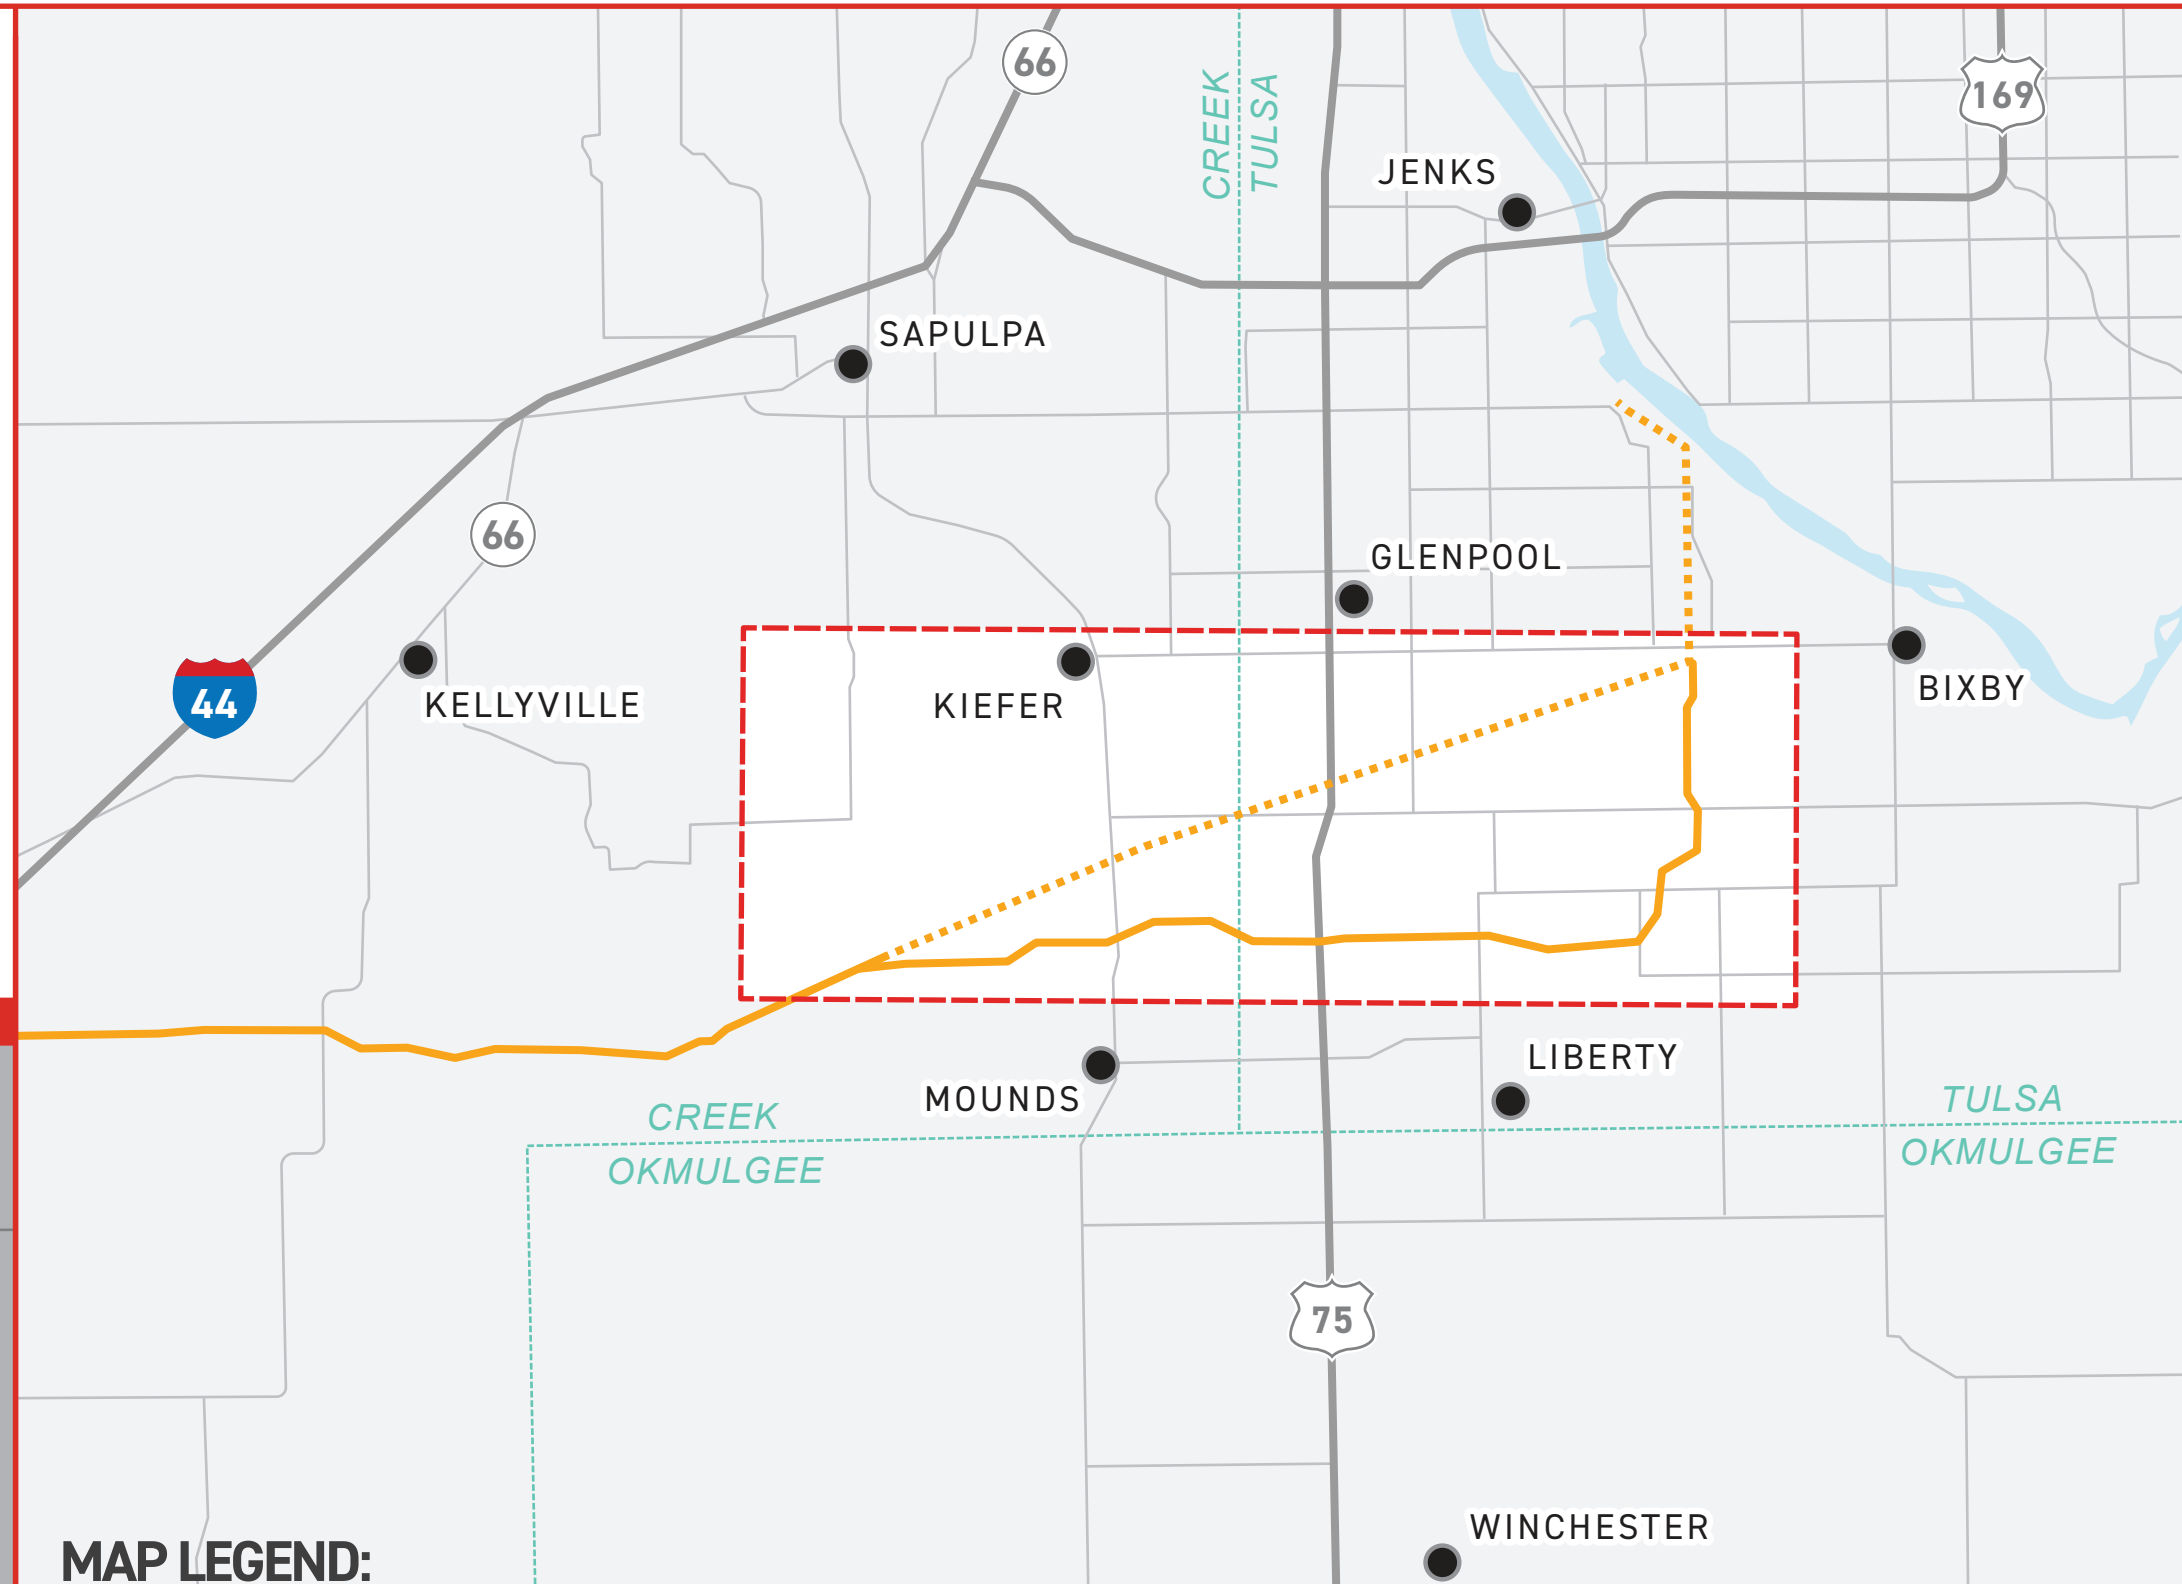 66
CREEK
TULSA
169
JENKS
SAPULPA
66
GLENPOOL
44
KELLYVILLE
KIEFER
BIXBY
LIBERTY
MOUNDS
CREEK
OKMULGEE
TULSA
OKMULGEE
75
WINCHESTER
MAP LEGEND: